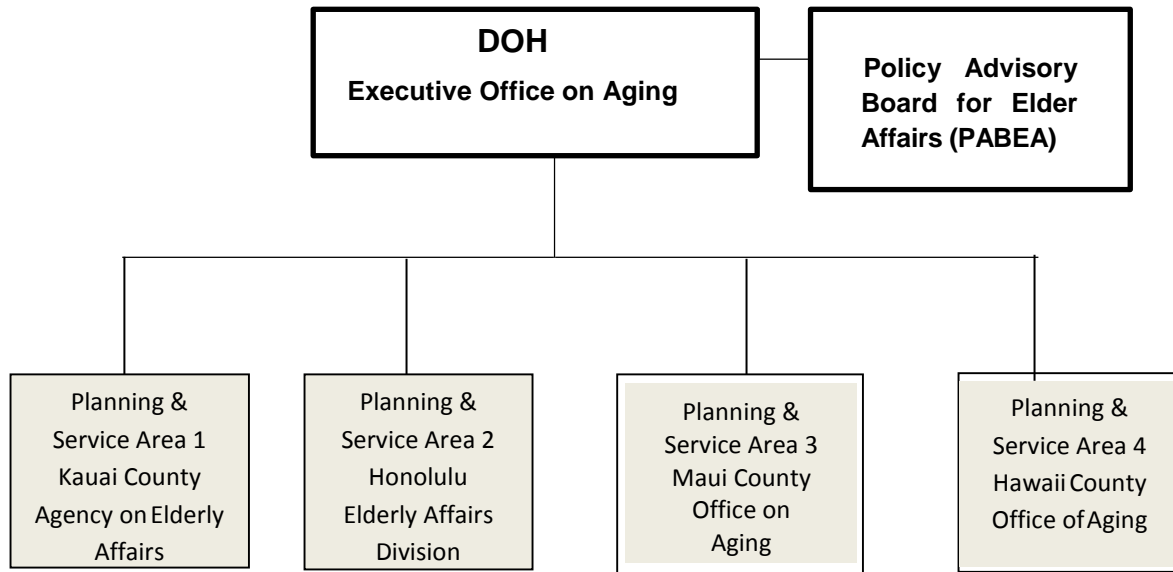 DOH
Executive Office on Aging
Policy Advisory
Board for Elder
Affairs (PABEA)
Planning &
Service Area 1
Kauai County
Agency on Elderly
Affairs
Planning &
Service Area 2
Honolulu
Elderly Affairs
Division
Planning &
Service Area 3
Maui County
Office on
Aging
Planning &
Service Area 4
Hawaii County
Office of Aging